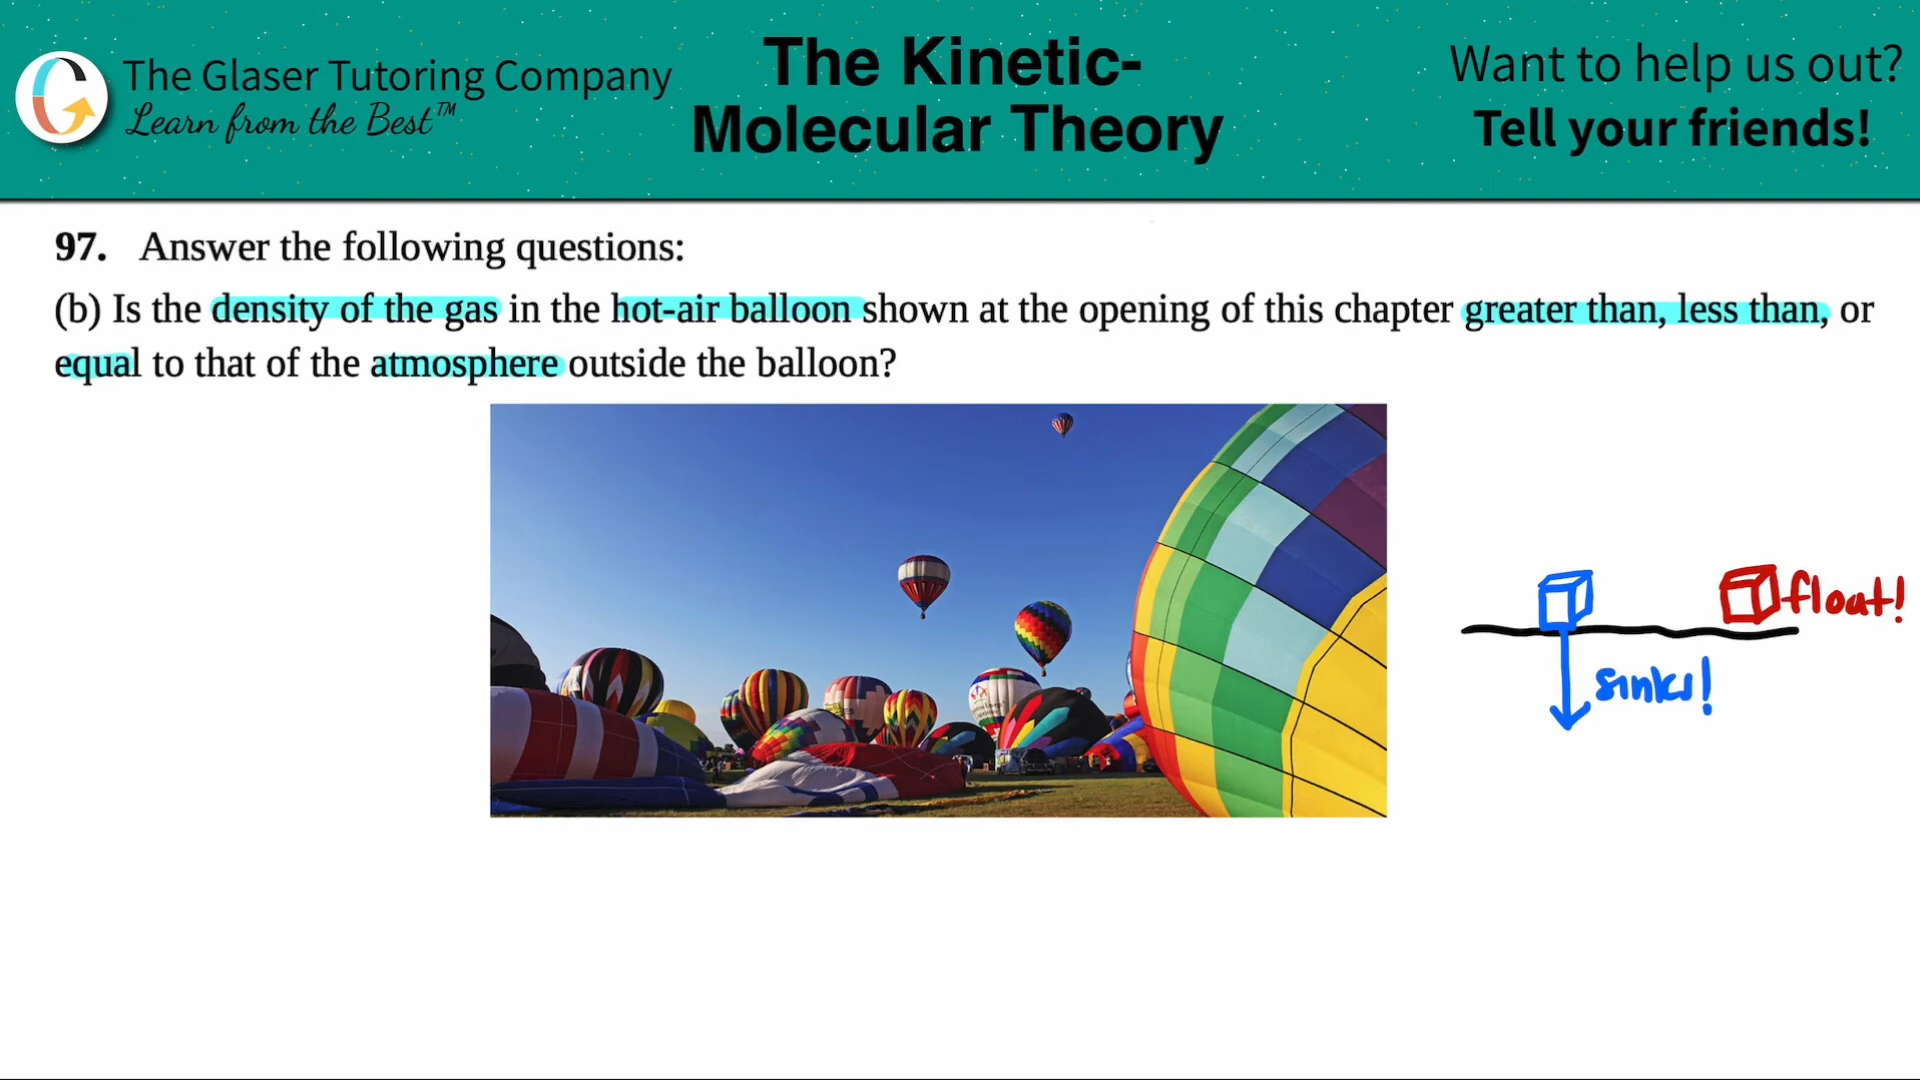 The Glaser Tutoring Company
Learn from the Best™
The Kinetic-
Molecular Theory
Want to help us out?
Tell your friends!
97. Answer the following questions:
(b) Is the density of the gas in the hot-air balloon shown at the opening of this chapter greater than, less than, or
equal to that of the atmosphere outside the balloon?
float!
sinks!